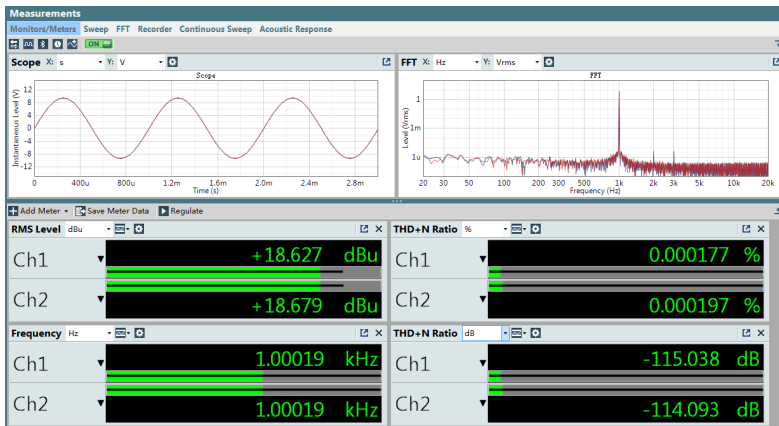 Measurements
Monitors/Meters Sweep FFT Recorder Continuous Sweep Acoustic Response
ON
Scope X: s Y: V
FFT X: Hz Y: Vrms
Scope
Instantaneous Level (V)
12
8
4
0
-4
-8
-12
0 400u 800u 1.2m 1.6m 2.0m 2.4m 2.8m
Time (s)
FFT
Level (Vrms)
1
1m
1u
20 30 50 100 200 300 500 1k 2k 3k 5k 10k 20k
Frequency (Hz)
Add Meter Save Meter Data Regulate
RMS Level dBu
Ch1 +18.627 dBu
Ch2 +18.679 dBu
THD+N Ratio %
Ch1 0.000177 %
Ch2 0.000197 %
Frequency Hz
Ch1 1.00019 kHz
Ch2 1.00019 kHz
THD+N Ratio dB
Ch1 -115.038 dB
Ch2 -114.093 dB